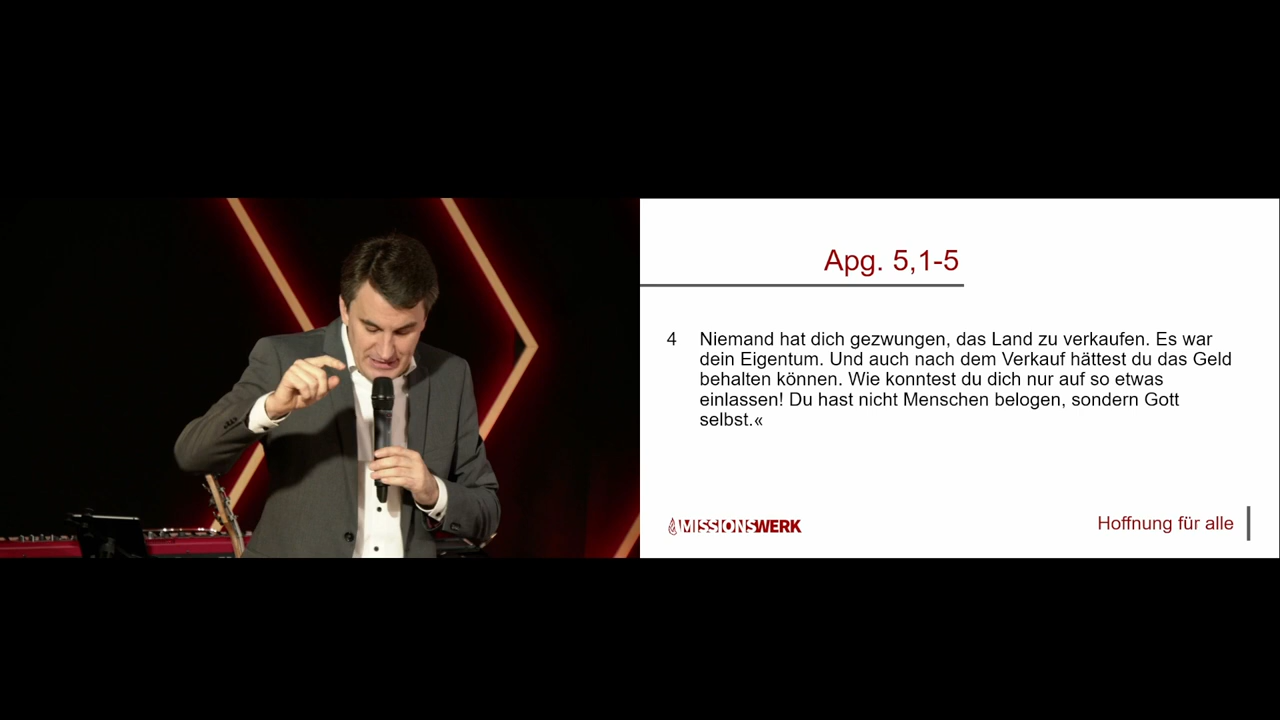 Apg. 5,1-5
4 Niemand hat dich gezwungen, das Land zu verkaufen. Es war
dein Eigentum. Und auch nach dem Verkauf hättest du das Geld
behalten können. Wie konntest du dich nur auf so etwas
einlassen! Du hast nicht Menschen belogen, sondern Gott
selbst.«
MISSIONSWERK
Hoffnung für alle